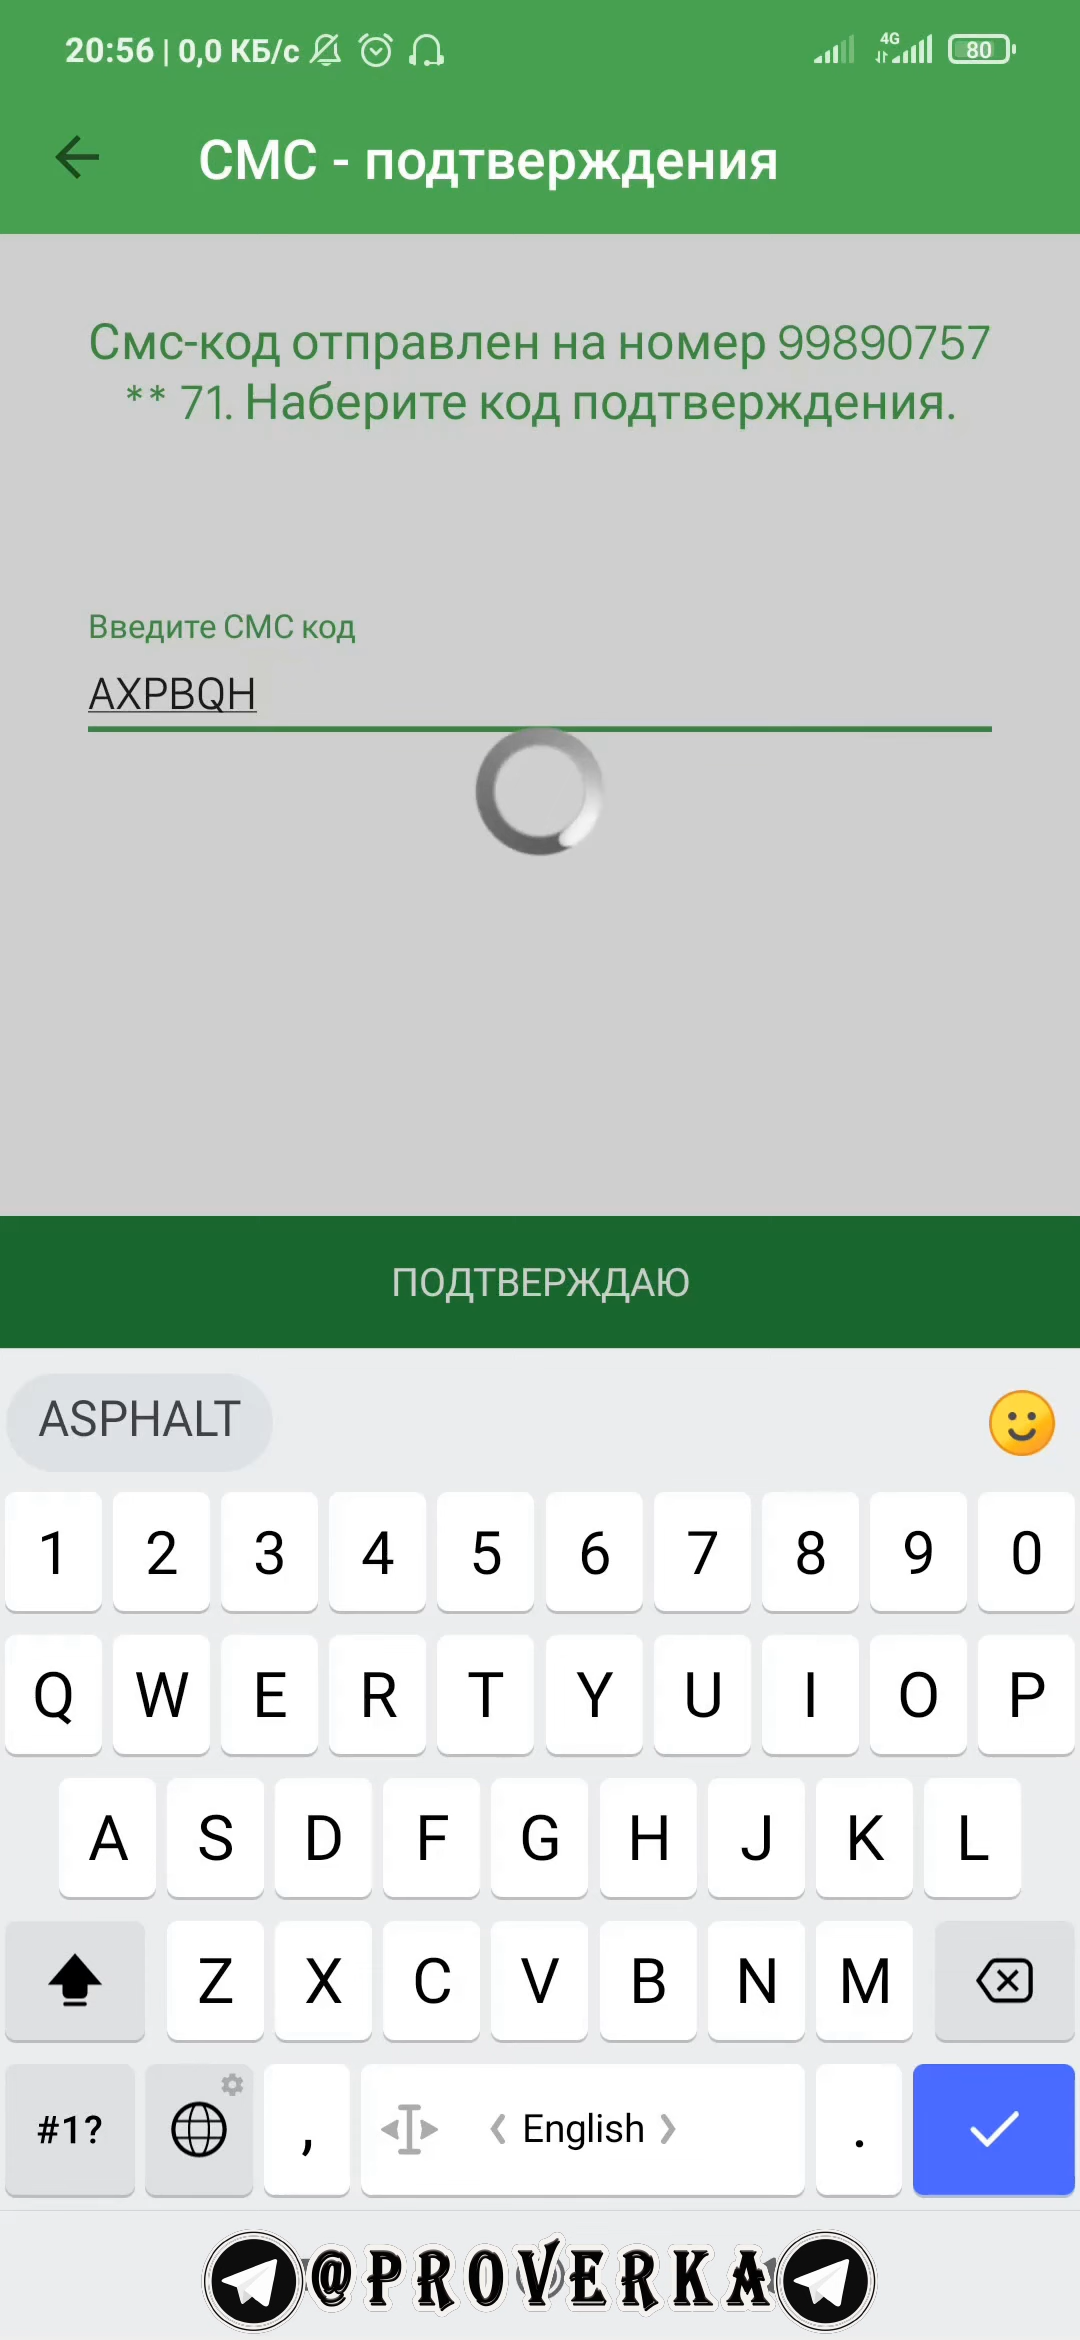 20:56 | 0,0 КБ/с
4G
80
СМС - подтверждения
Смс-код отправлен на номер 99890757
** 71. Наберите код подтверждения.
Введите СМС код
AXPBQH
ПОДТВЕРЖДАЮ
ASPHALT
1 2 3 4 5 6 7 8 9 0
Q W E R T Y U I O P
A S D F G H J K L
Z X C V B N M
#1? , English .
@PROVERKA